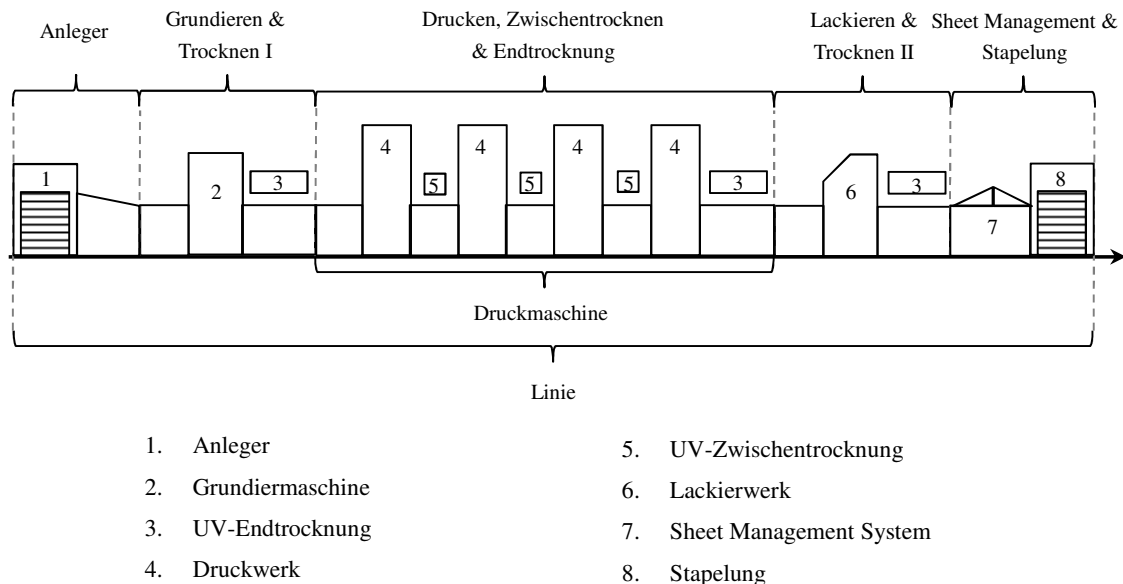 Anleger
Grundieren &
Trocknen I
Drucken, Zwischentrocknen
& Endtrocknung
Lackieren &
Trocknen II
Sheet Management &
Stapelung
1
2
3
4
5
4
5
4
5
4
3
6
3
7
8
Druckmaschine
Linie
1. Anleger
2. Grundiermaschine
3. UV-Endtrocknung
4. Druckwerk
5. UV-Zwischentrocknung
6. Lackierwerk
7. Sheet Management System
8. Stapelung